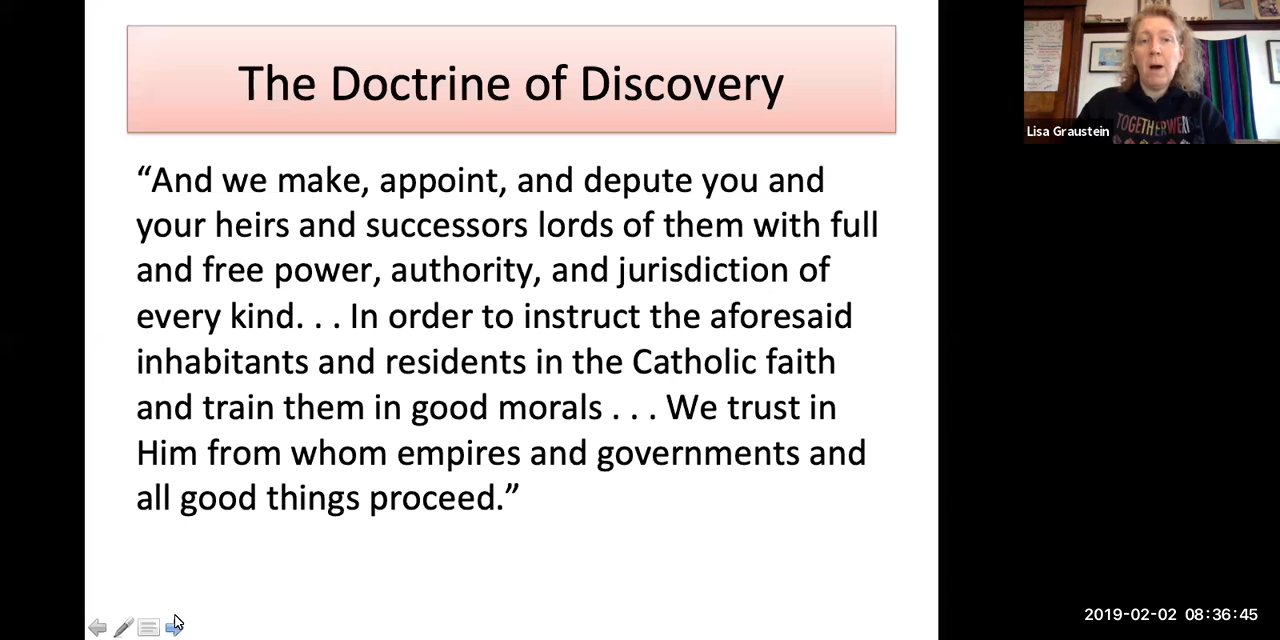 The Doctrine of Discovery
“And we make, appoint, and depute you and
your heirs and successors lords of them with full
and free power, authority, and jurisdiction of
every kind. . . In order to instruct the aforesaid
inhabitants and residents in the Catholic faith
and train them in good morals . . . We trust in
Him from whom empires and governments and
all good things proceed.”
TOGETHER WE
Lisa Graustein
2019-02-02 08:36:45